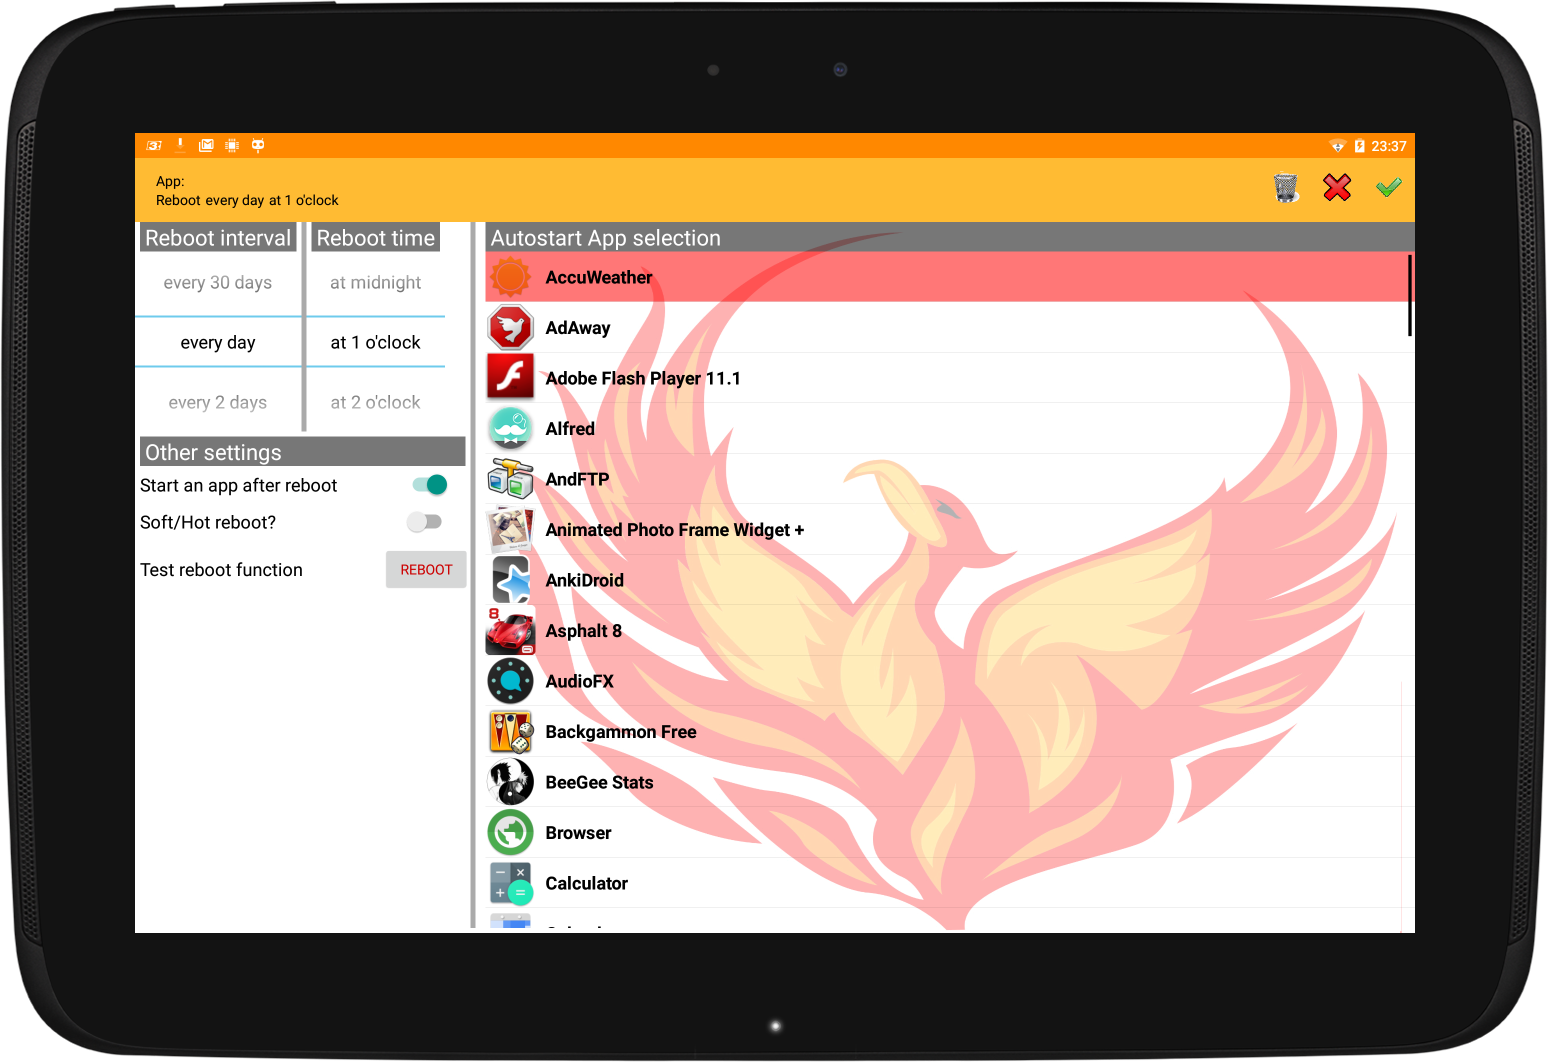 23:37
App:
Reboot every day at 1 o'clock
Reboot interval
Reboot time
every 30 days
at midnight
every day
at 1 o'clock
every 2 days
at 2 o'clock
Other settings
Start an app after reboot
Soft/Hot reboot?
Test reboot function
REBOOT
Autostart App selection
AccuWeather
AdAway
Adobe Flash Player 11.1
Alfred
AndFTP
Animated Photo Frame Widget +
AnkiDroid
8
Asphalt 8
AudioFX
Backgammon Free
BeeGee Stats
Browser
Calculator